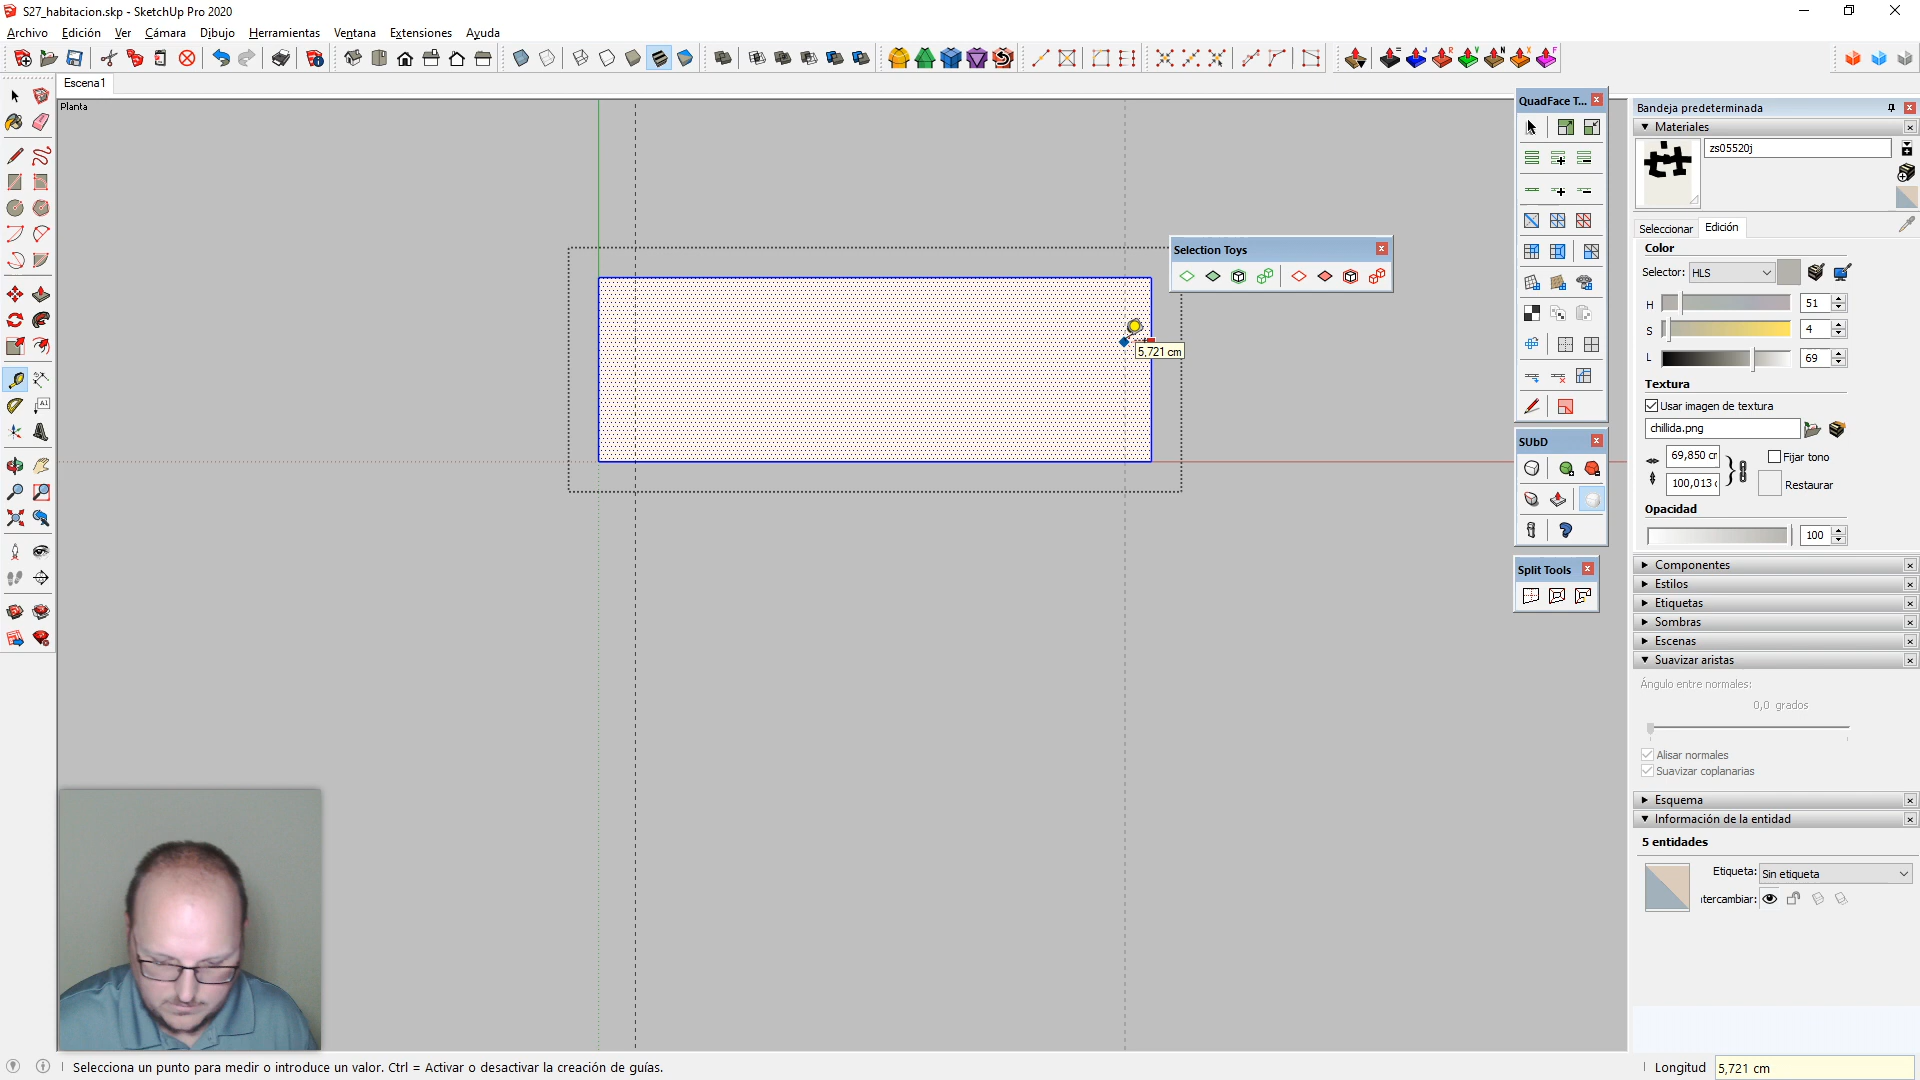 S27_habitacion.skp - SketchUp Pro 2020
Archivo Edición Ver Cámara Dibujo Herramientas Ventana Extensiones Ayuda
Escena1
Planta
QuadFace T...
Selection Toys
5,721 cm
SUbD
Split Tools
Bandeja predeterminada
Materiales
zs05520j
Seleccionar Edición
Color
Selector: HLS
H 51
S 4
L 69
Textura
Usar imagen de textura
chillida.png
69,850 cr
Fijar tono
100,013 (
Restaurar
Opacidad
100
Componentes
Estilos
Etiquetas
Sombras
Escenas
Suavizar aristas
Ángulo entre normales:
0,0 grados
Alisar normales
Suavizar coplanarias
Esquema
Información de la entidad
5 entidades
Etiqueta: Sin etiqueta
ntercambiar:
Selecciona un punto para medir o introduce un valor. Ctrl = Activar o desactivar la creación de guías.
Longitud 5,721 cm